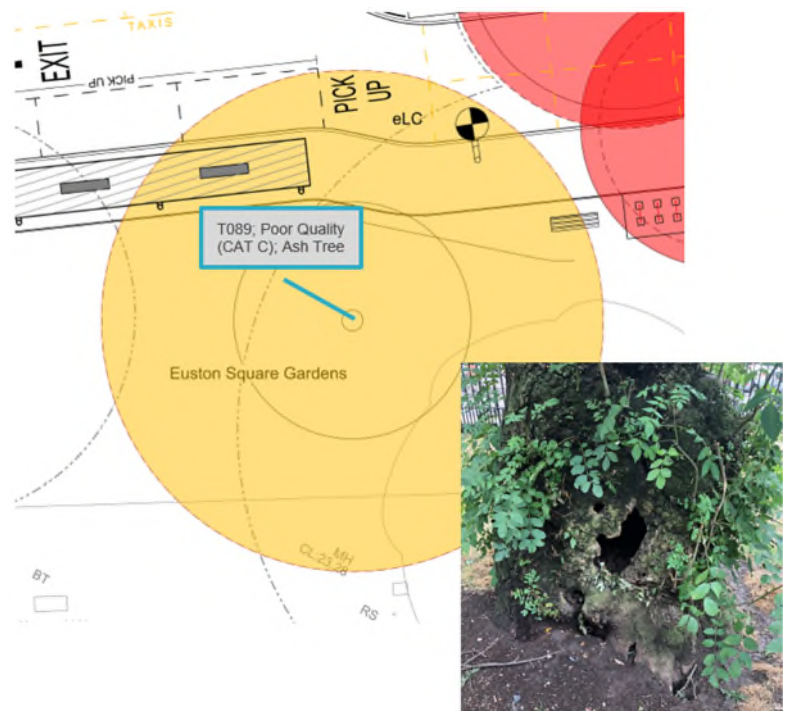 TAXIS
EXIT
PICK UP
PICK
UP
eLC
T089; Poor Quality
(CAT C); Ash Tree
Euston Square Gardens
MH
CL:23.28
BT
RS